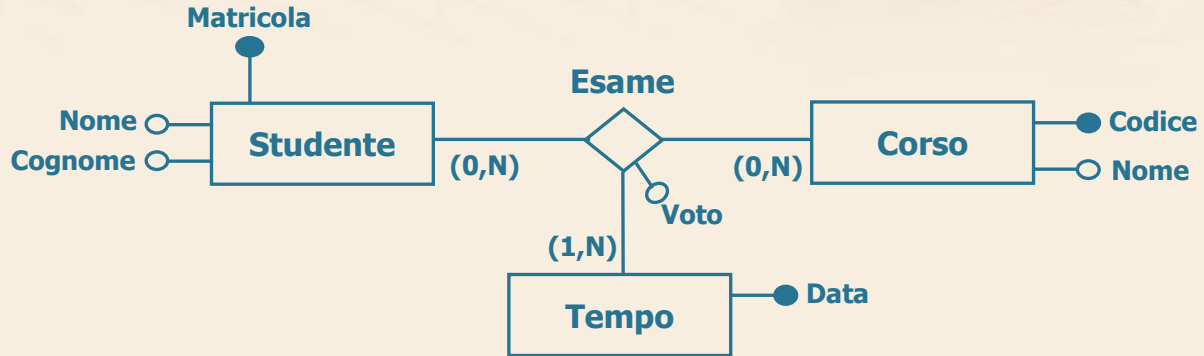 Matricola
Esame
Nome
Cognome
Studente
Corso
Codice
Nome
(0,N)
(0,N)
Voto
(1,N)
Tempo
Data